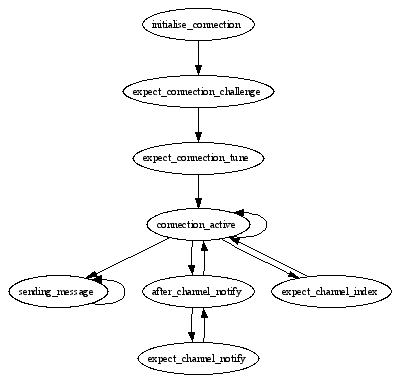 initialise_connection
expect_connection_challenge
expect_connection_tune
connection_active
sending_message
after_channel_notify
expect_channel_index
expect_channel_notify